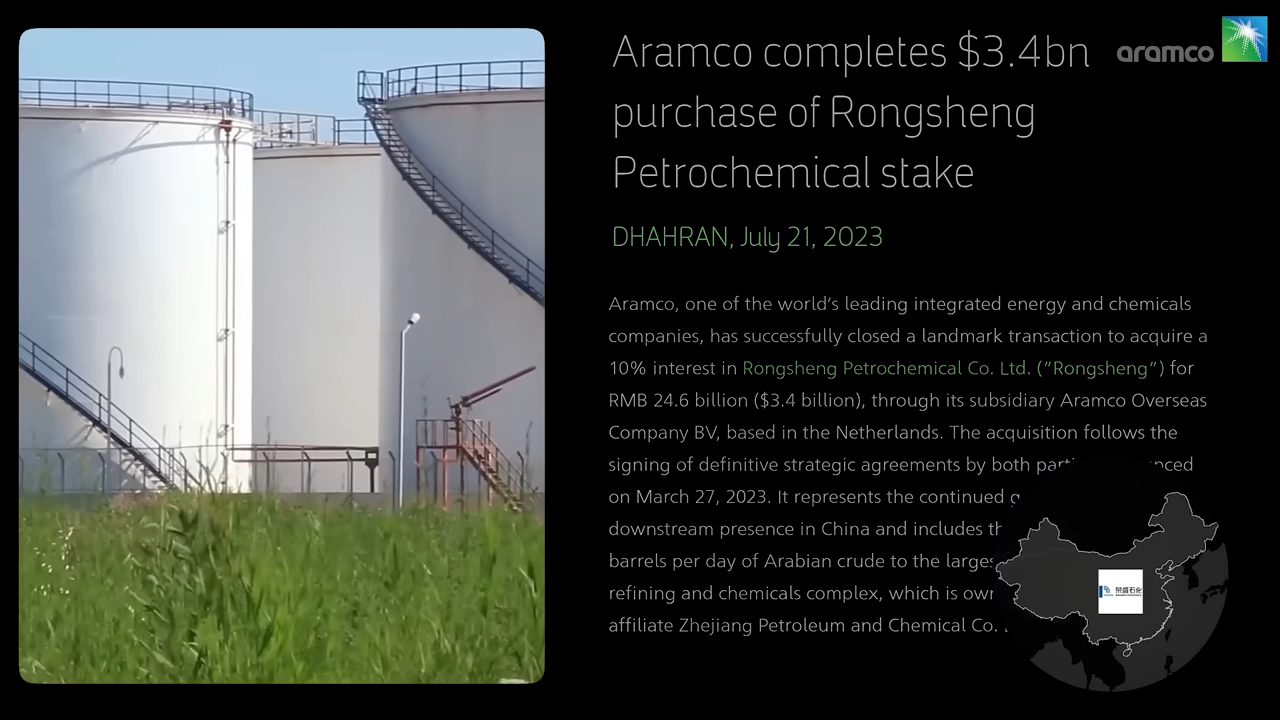 Aramco completes $3.4bn
aramco
purchase of Rongsheng
Petrochemical stake
DHAHRAN, July 21, 2023
Aramco, one of the world's leading integrated energy and chemicals
companies, has successfully closed a landmark transaction to acquire a
10% interest in Rongsheng Petrochemical Co. Ltd. ("Rongsheng") for
RMB 24.6 billion ($3.4 billion), through its subsidiary Aramco Overseas
Company BV, based in the Netherlands. The acquisition follows the
signing of definitive strategic agreements by both
on March 27, 2023. It represents the continued
downstream presence in China and includes
barrels per day of Arabian crude to the
refining and chemicals complex, which is
affiliate Zhejiang Petroleum and Chemical Co.
荣盛石化